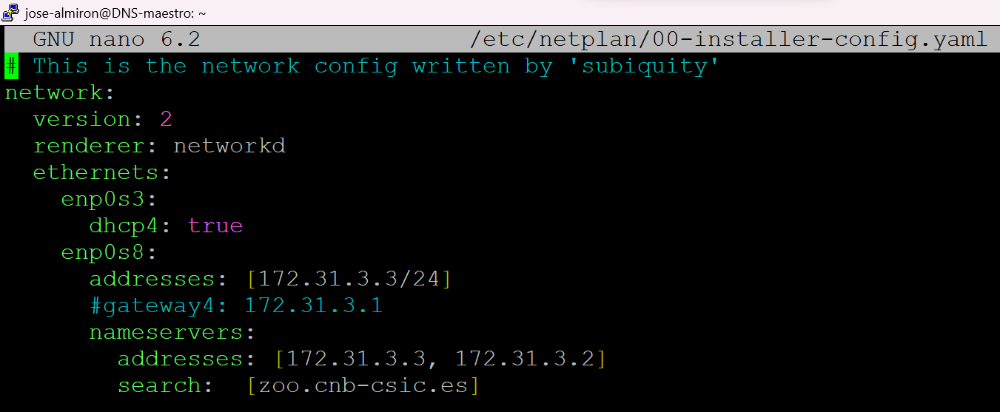 jose-almiron@DNS-maestro: ~
GNU nano 6.2 /etc/netplan/00-installer-config.yaml
# This is the network config written by 'subiquity'
network:
  version: 2
  renderer: networkd
  ethernets:
    enp0s3:
      dhcp4: true
    enp0s8:
      addresses: [172.31.3.3/24]
      #gateway4: 172.31.3.1
      nameservers:
        addresses: [172.31.3.3, 172.31.3.2]
        search:  [zoo.cnb-csic.es]